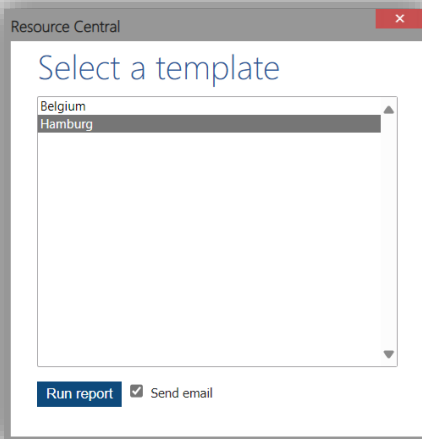 Resource Central
Select a template
Belgium
Hamburg
Run report Send email